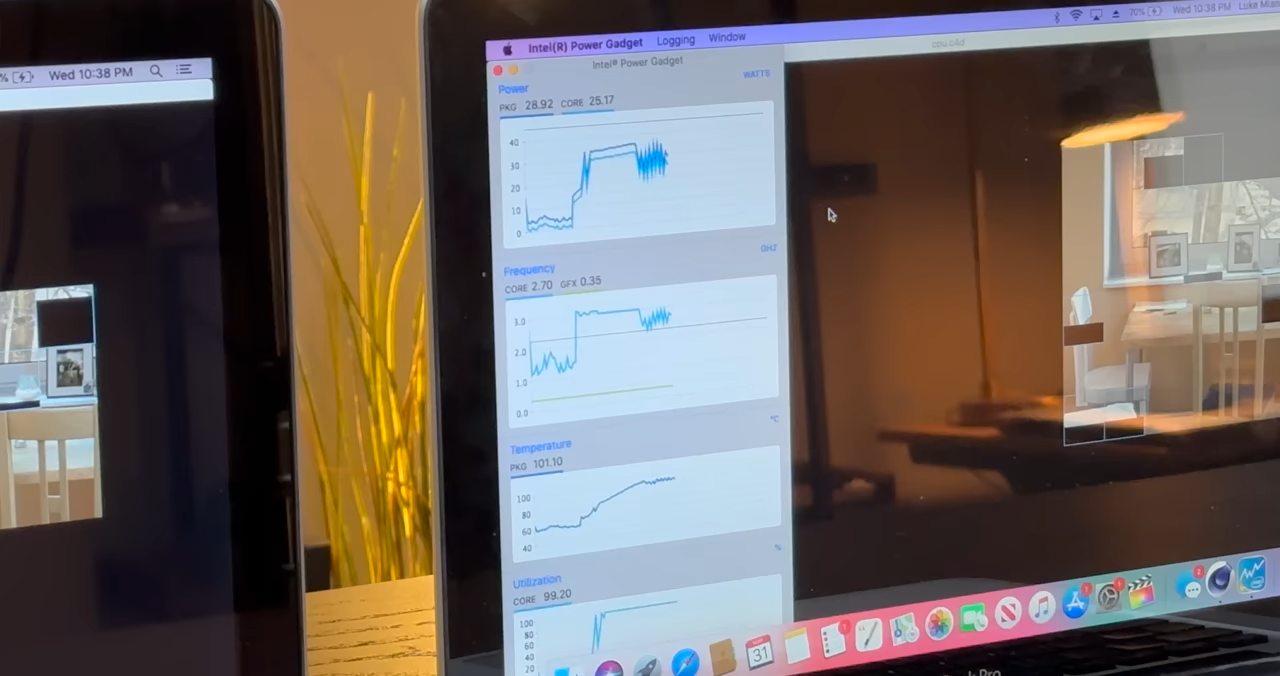 % Wed 10:38 PM
Intel(R) Power Gadget Logging Window 70% Wed 10:38 PM
cpu.c4d
Intel® Power Gadget
Power WATTS
PKG 28.92 CORE 25.17
40
30
20
10
0
Frequency GHZ
CORE 2.70 GFX 0.35
3.0
2.0
1.0
0.0
Temperature °C
PKG 101.10
100
80
60
40
Utilization %
CORE 99.20
100
80
60
40
20
31
Pro